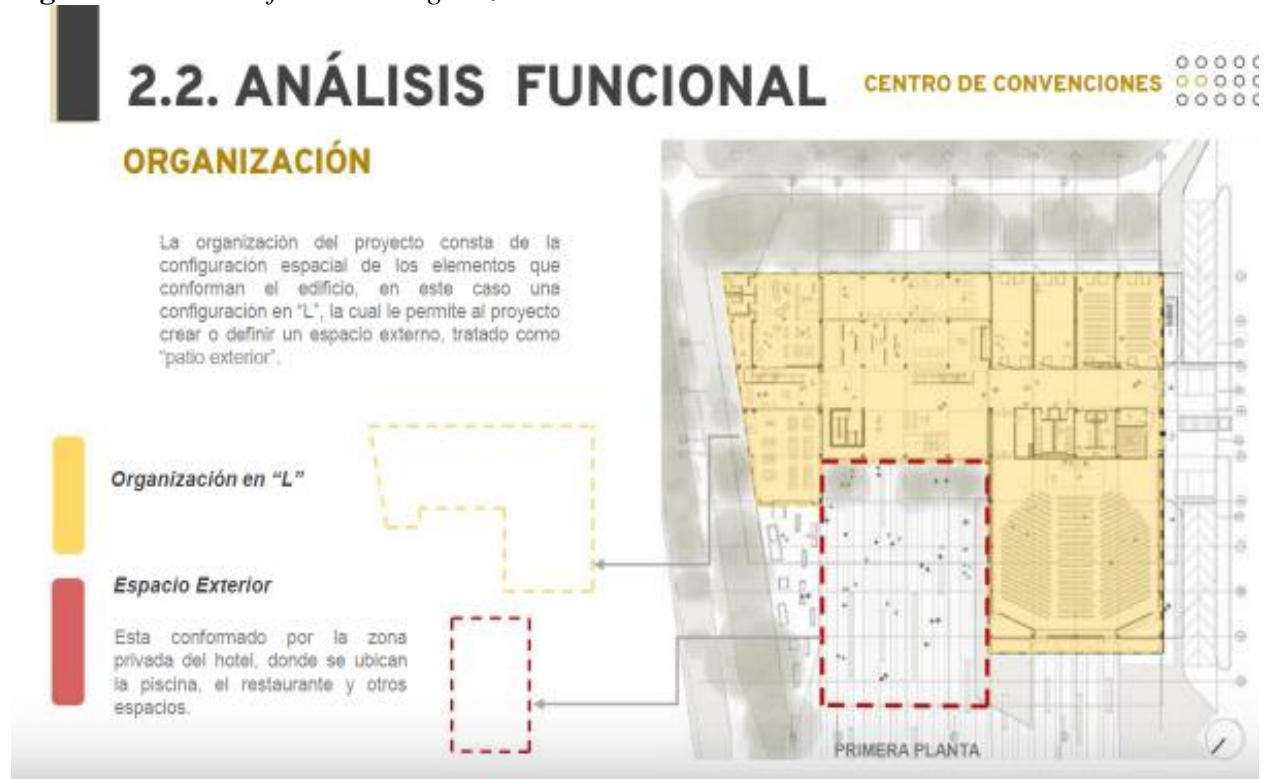 2.2. ANÁLISIS FUNCIONAL
CENTRO DE CONVENCIONES
ORGANIZACIÓN
La organización del proyecto consta de la
configuración espacial de los elementos que
conforman el edificio, en este caso una
configuración en "L", la cual le permite al proyecto
crear o definir un espacio externo, tratado como
"patio exterior".
Organización en "L"
Espacio Exterior
Esta conformado por la zona
privada del hotel, donde se ubican
la piscina, el restaurante y otros
espacios.
PRIMERA PLANTA